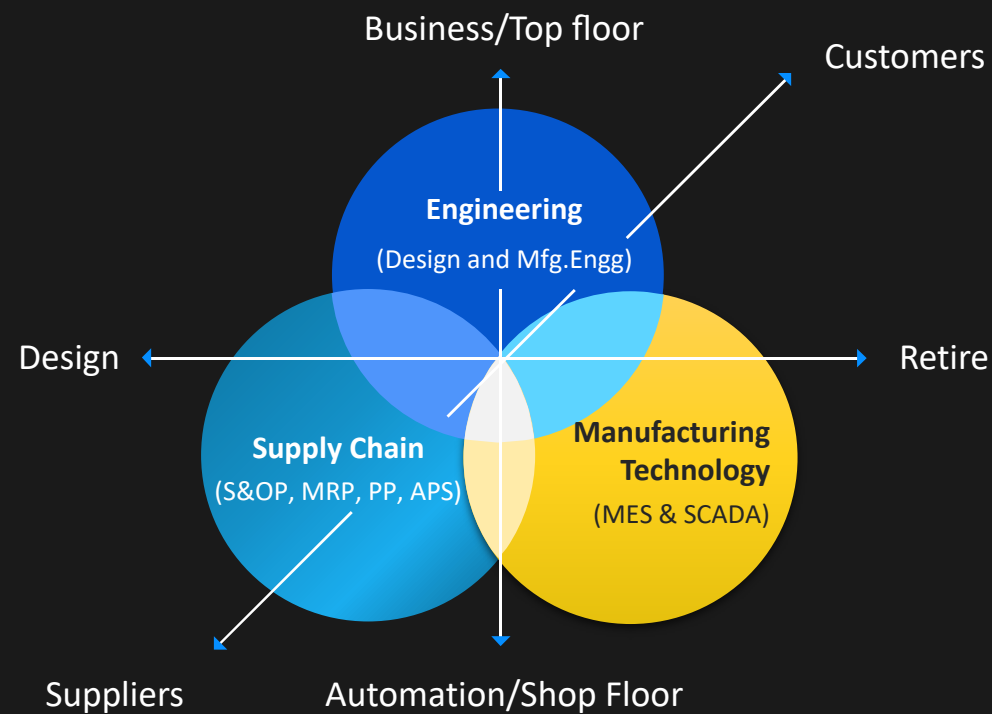 Business/Top floor
Customers
Engineering
(Design and Mfg.Engg)
Design
Retire
Supply Chain
(S&OP, MRP, PP, APS)
Manufacturing
Technology
(MES & SCADA)
Suppliers
Automation/Shop Floor